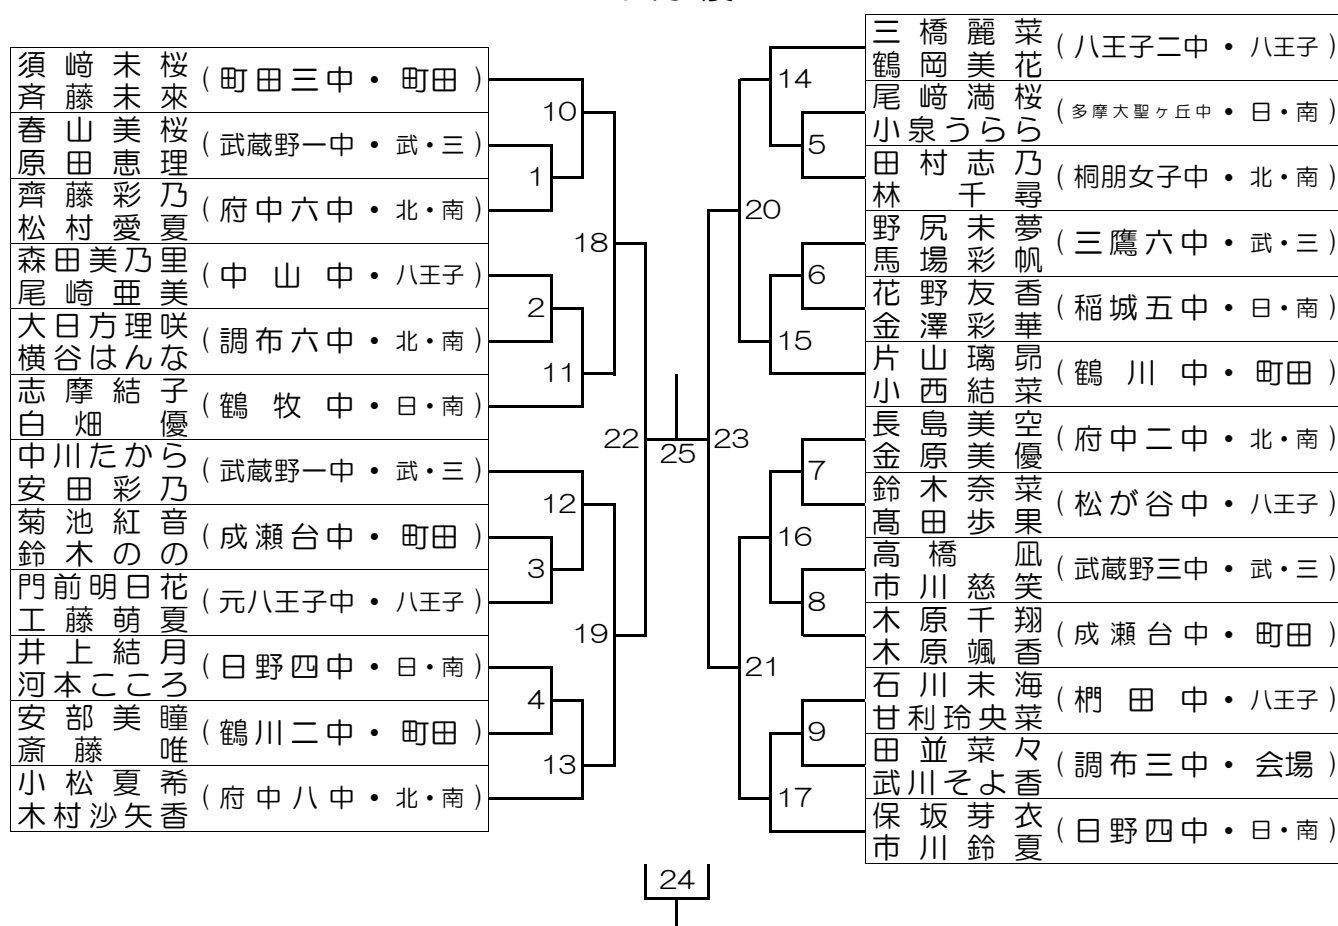 須﨑未桜
斉藤未來
(町田三中・町田)
春山美桜
原田恵理
(武蔵野一中・武・三)
齊藤彩乃
松村愛夏
(府中六中・北・南)
森田美乃里
尾崎亜美
(中山中・八王子)
大日方理咲
横谷はんな
(調布六中・北・南)
志摩結子
白畑優
(鶴牧中・日・南)
中川たから
安田彩乃
(武蔵野一中・武・三)
菊池紅音
鈴木のの
(成瀬台中・町田)
門前明日花
工藤萌夏
(元八王子中・八王子)
井上結月
河本こころ
(日野四中・日・南)
安部美瞳
斎藤唯
(鶴川二中・町田)
小松夏希
木村沙矢香
(府中八中・北・南)
10
1
18
2
11
22
12
3
19
4
13
25
24
14
5
20
6
15
23
7
16
8
21
9
17
三橋麗菜
鶴岡美花
(八王子二中・八王子)
尾﨑満桜
小泉うらら
(多摩大聖ヶ丘中・日・南)
田村志乃
林千尋
(桐朋女子中・北・南)
野尻未夢
馬場彩帆
(三鷹六中・武・三)
花野友香
金澤彩華
(稲城五中・日・南)
片山璃昴
小西結菜
(鶴川中・町田)
長島美空
金原美優
(府中二中・北・南)
鈴木奈菜
髙田歩果
(松が谷中・八王子)
高橋凪
市川慈笑
(武蔵野三中・武・三)
木原千翔
木原颯香
(成瀬台中・町田)
石川未海
甘利玲央菜
(椚田中・八王子)
田並菜々
武川そよ香
(調布三中・会場)
保坂芽衣
市川鈴夏
(日野四中・日・南)